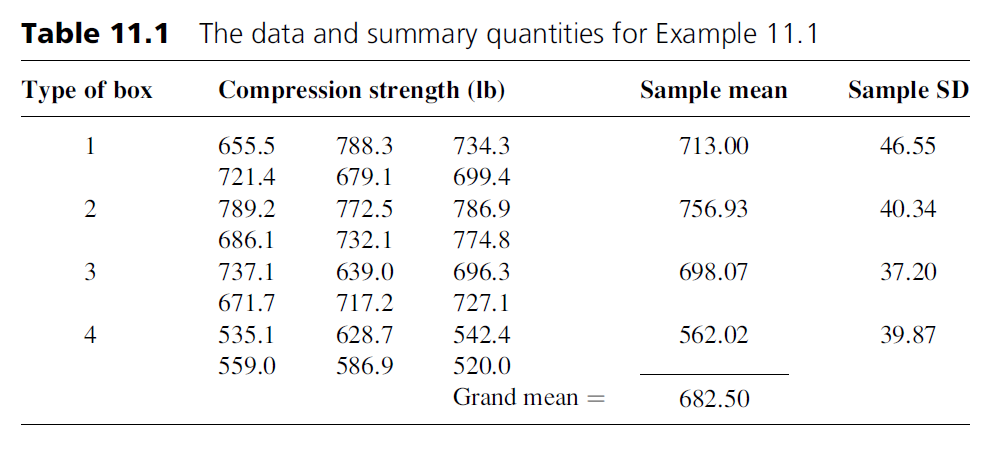 Table 11.1 The data and summary quantities for Example 11.1
Type of box Compression strength (lb) Sample mean Sample SD
1 655.5 788.3 734.3 713.00 46.55
721.4 679.1 699.4
2 789.2 772.5 786.9 756.93 40.34
686.1 732.1 774.8
3 737.1 639.0 696.3 698.07 37.20
671.7 717.2 727.1
4 535.1 628.7 542.4 562.02 39.87
559.0 586.9 520.0
Grand mean = 682.50